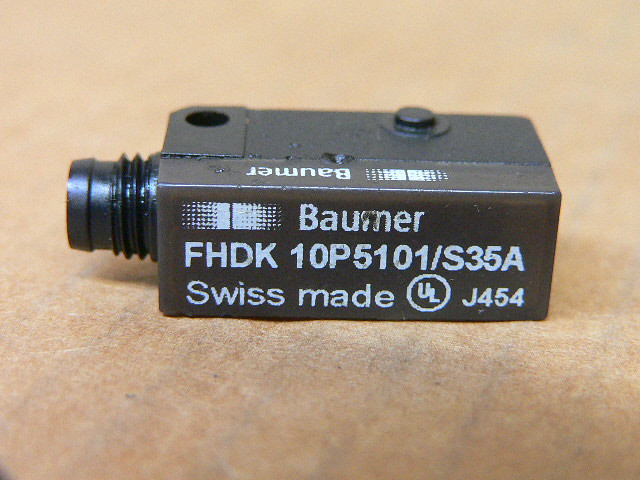 Baumer
Baumer
FHDK 10P5101/S35A
Swiss made UL J454